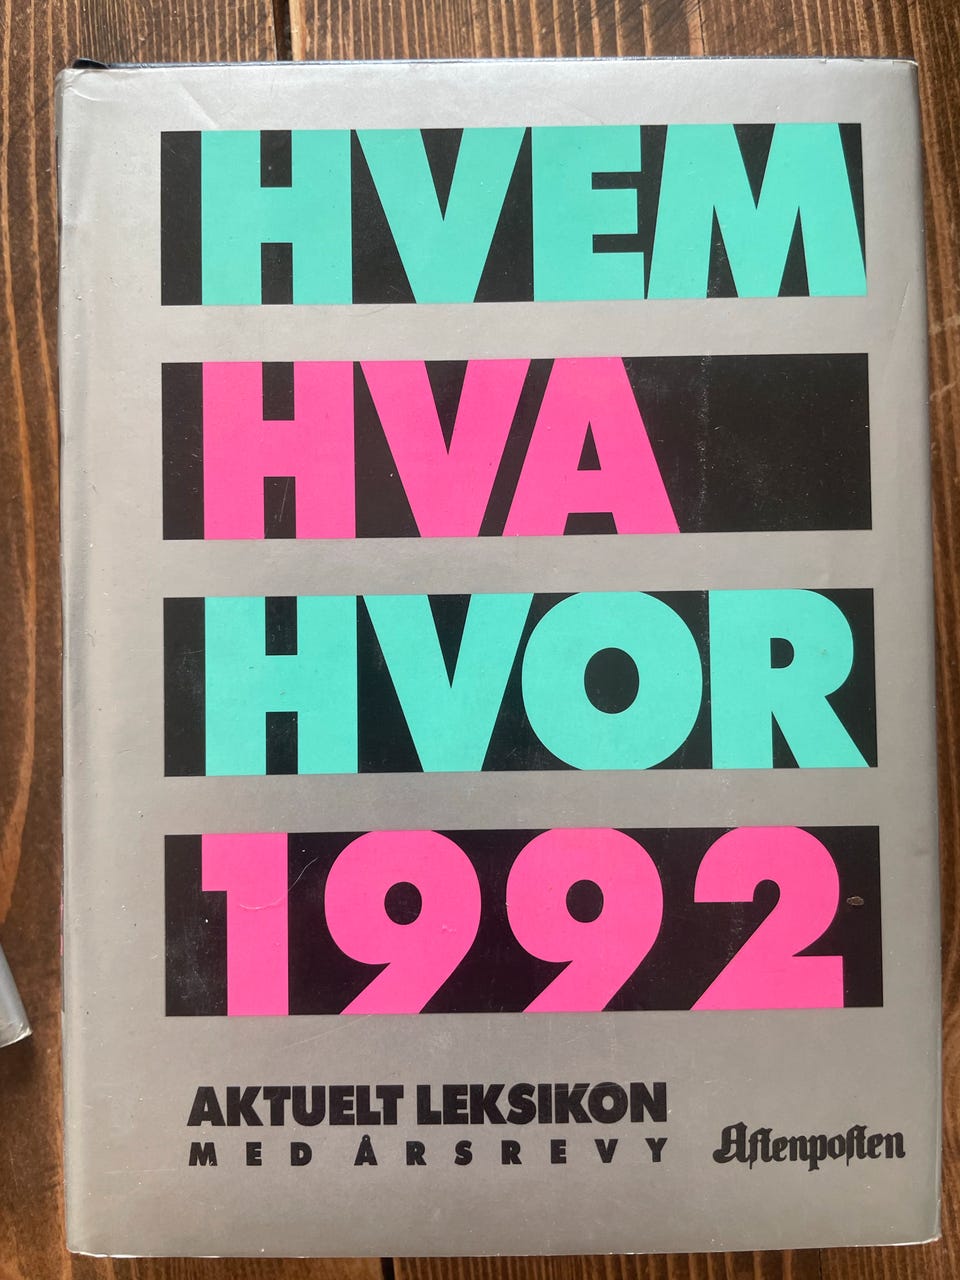 HVEM
HVA
HVOR
1992
AKTUELT LEKSIKON
MED ÅRSREVY
Aftenposten